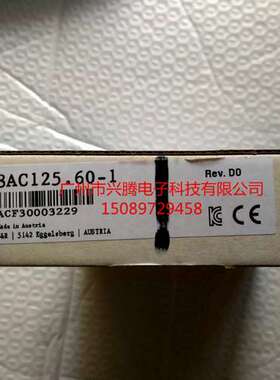 8AC125.60-1
Rev. D0
广州市兴腾电子科技有限公司
ACF30003229
15089729458
Made in Austria
B&R | 5142 Eggelsberg | AUSTRIA
CE